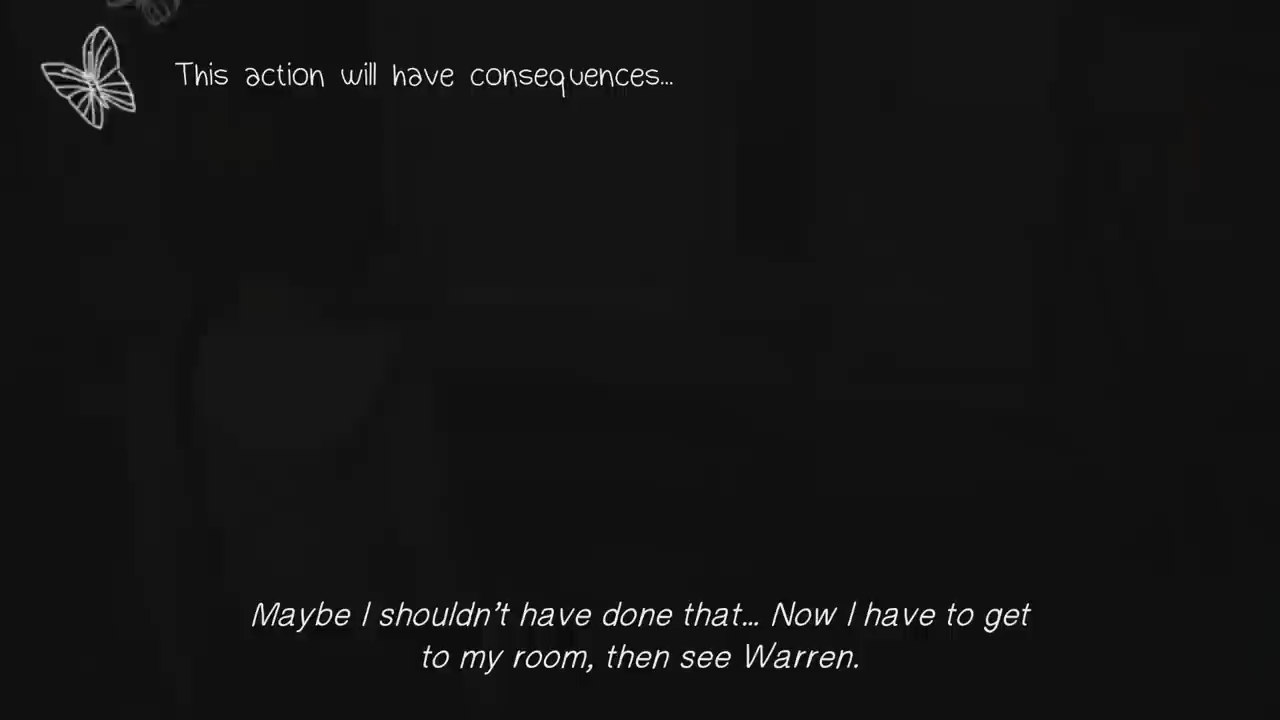 This action will have consequences...
Maybe I shouldn't have done that... Now I have to get
to my room, then see Warren.